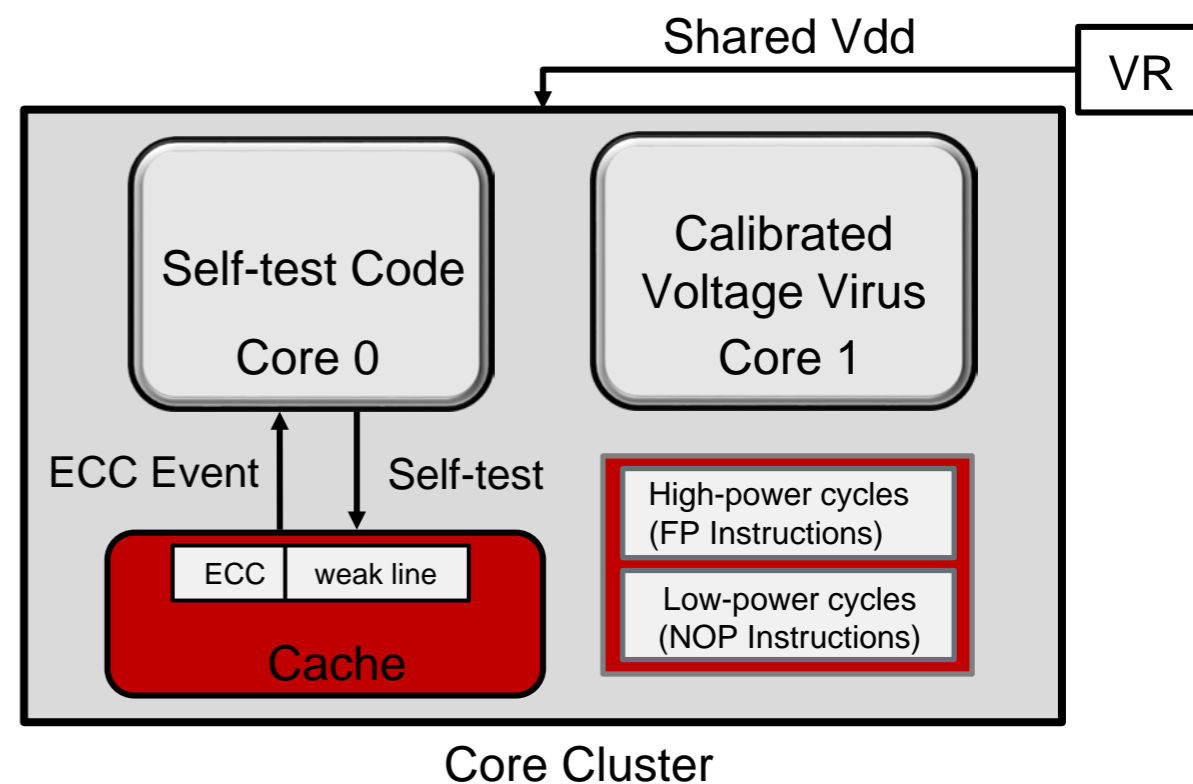 Shared Vdd
VR
Self-test Code
Core 0
Calibrated
Voltage Virus
Core 1
ECC Event
Self-test
ECC
weak line
Cache
High-power cycles
(FP Instructions)
Low-power cycles
(NOP Instructions)
Core Cluster